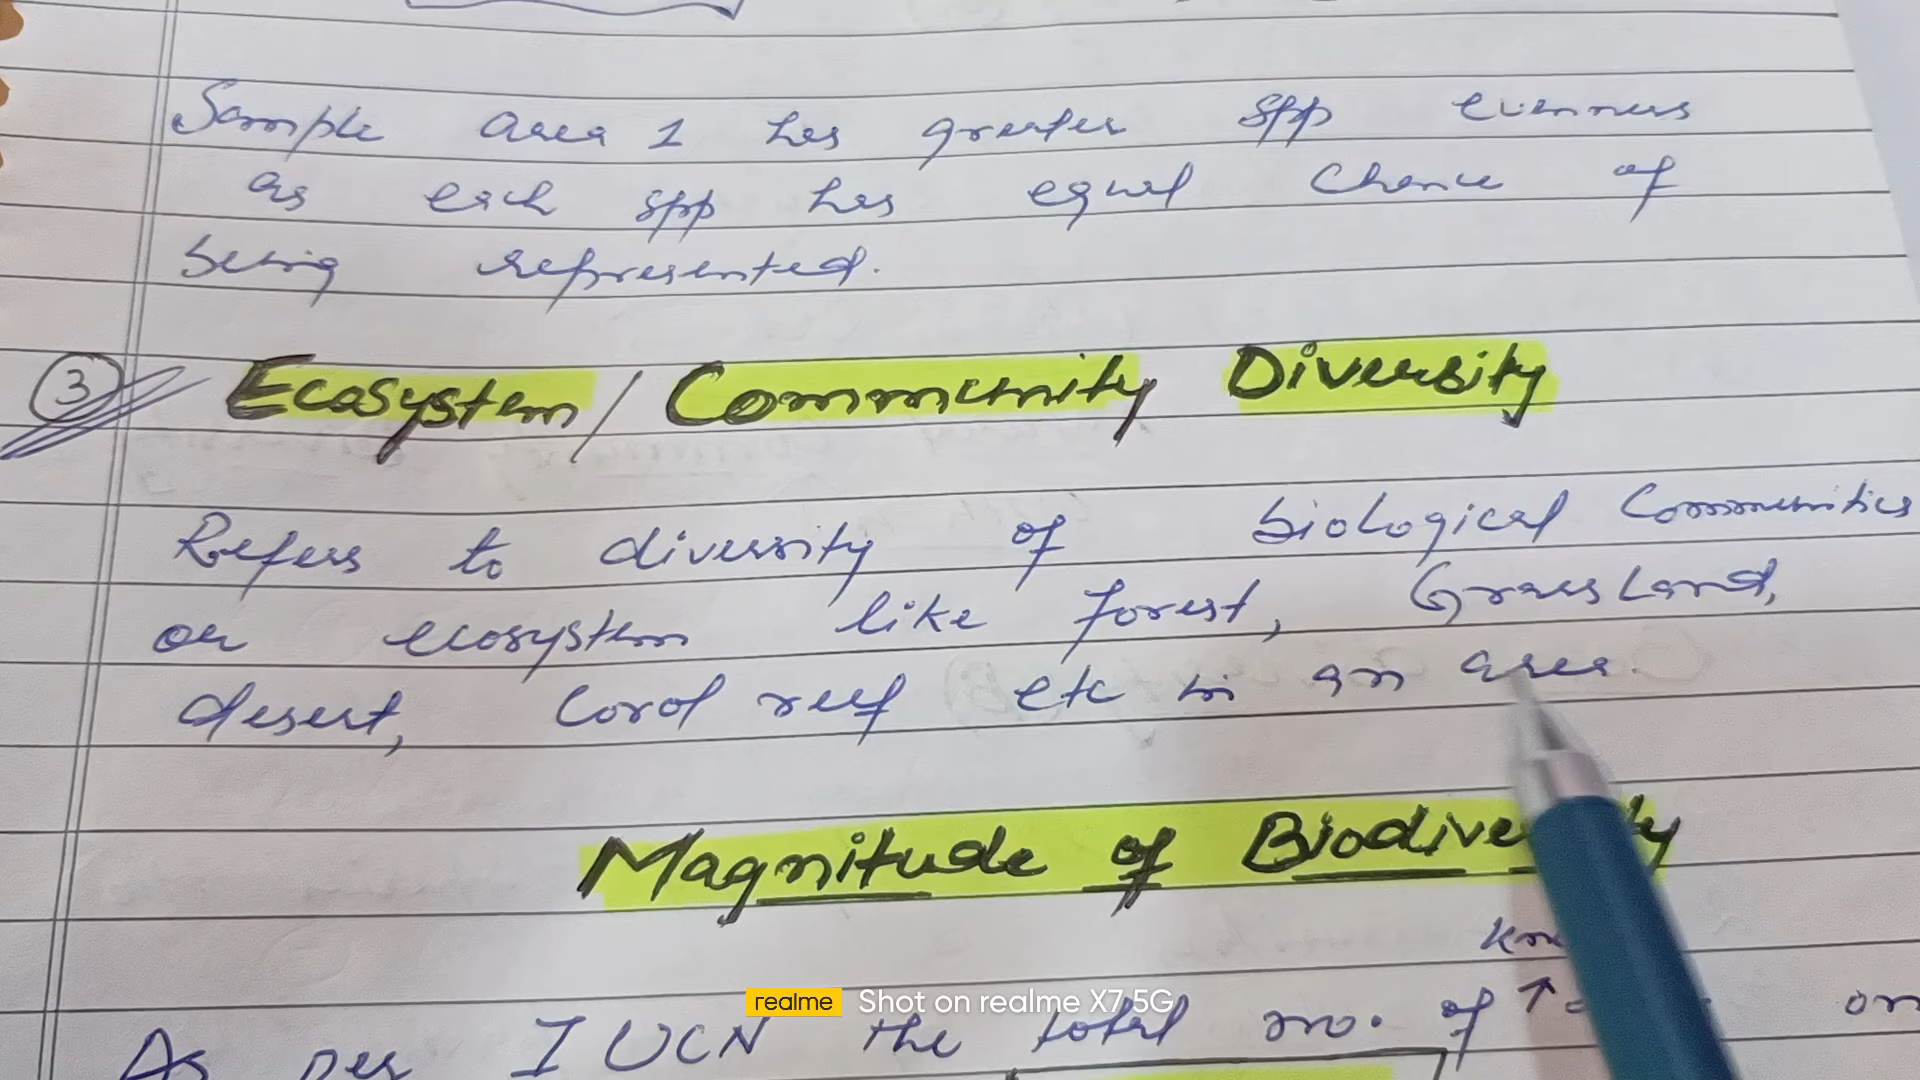 Sample area 1 has greater spp evenness
as each spp has equal chance of
being represented.
3 Ecosystem / Community Diversity
Refers to diversity of biological Communities
or ecosystem like forest, GrassLand,
desert, Coral reef etc in an area.
Magnitude of
realme Shot on realme X7 5G
As per IUCN the total no. of on